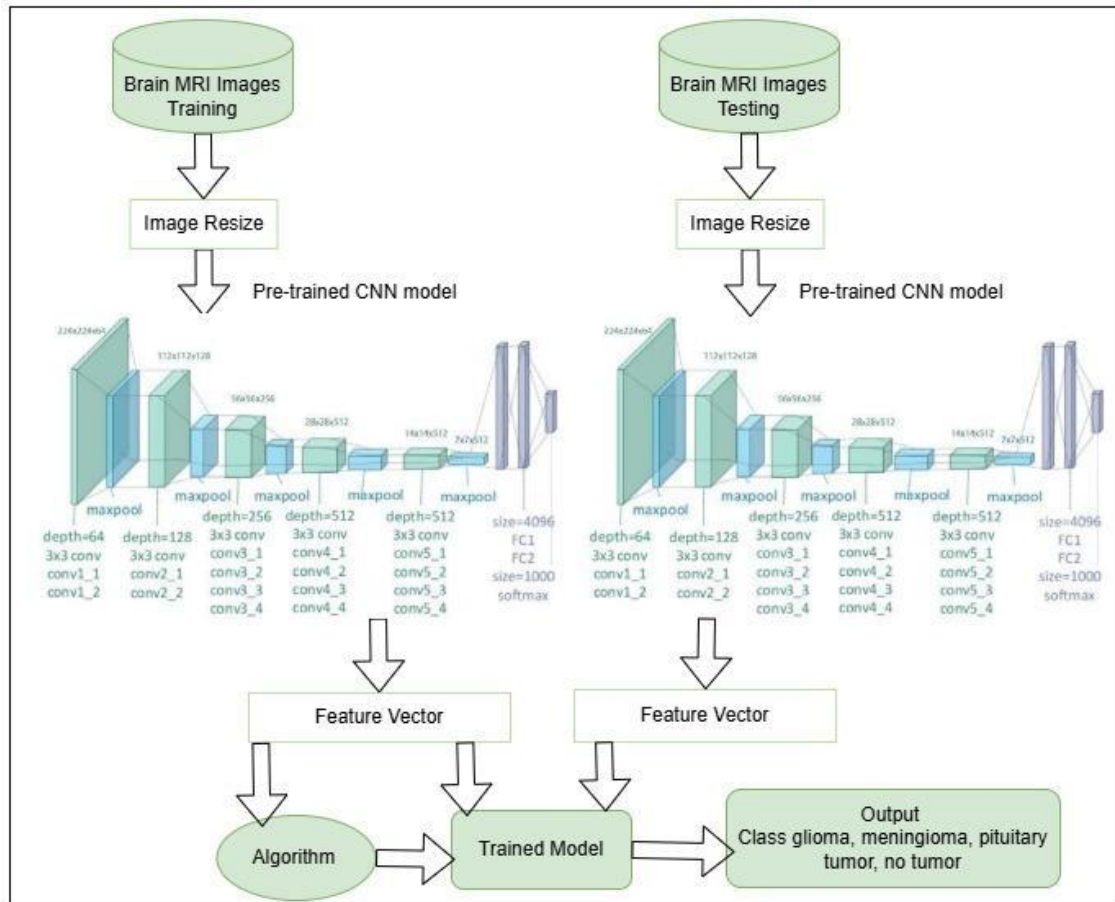 Brain MRI Images
Training
Image Resize
Pre-trained CNN model
224x224x64
112x112x128
56x56x256
28x28x512
14x14x512
7x7x512
maxpool
maxpool
maxpool
maxpool
maxpool
depth=64
3x3 conv
conv1_1
conv1_2
depth=128
3x3 conv
conv2_1
conv2_2
depth=256
3x3 conv
conv3_1
conv3_2
conv3_3
conv3_4
depth=512
3x3 conv
conv4_1
conv4_2
conv4_3
conv4_4
depth=512
3x3 conv
conv5_1
conv5_2
conv5_3
conv5_4
size=4096
FC1
FC2
size=1000
softmax
Feature Vector
Brain MRI Images
Testing
Image Resize
Pre-trained CNN model
224x224x64
112x112x128
56x56x256
28x28x512
14x14x512
7x7x512
maxpool
maxpool
maxpool
maxpool
maxpool
depth=64
3x3 conv
conv1_1
conv1_2
depth=128
3x3 conv
conv2_1
conv2_2
depth=256
3x3 conv
conv3_1
conv3_2
conv3_3
conv3_4
depth=512
3x3 conv
conv4_1
conv4_2
conv4_3
conv4_4
depth=512
3x3 conv
conv5_1
conv5_2
conv5_3
conv5_4
size=4096
FC1
FC2
size=1000
softmax
Feature Vector
Algorithm
Trained Model
Output
Class glioma, meningioma, pituitary
tumor, no tumor